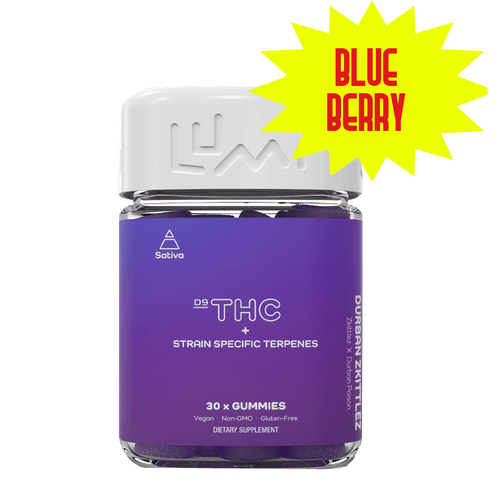 BLUE
BERRY
LUMI
Sativa
D9 THC
+
STRAIN SPECIFIC TERPENES
30 x GUMMIES
Vegan · Non-GMO · Gluten-Free
DIETARY SUPPLEMENT
DURBAN ZKITTLEZ
Zkittlez X Durban Poison